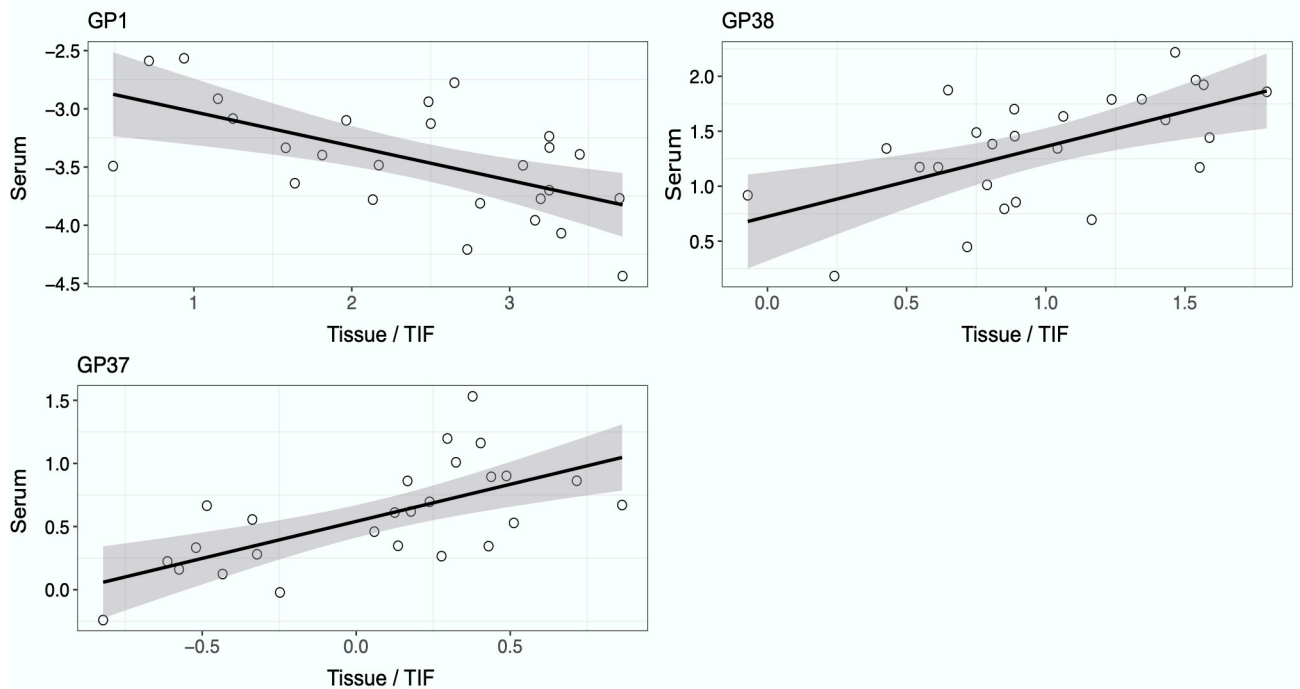 GP1
Serum
−2.5
−3.0
−3.5
−4.0
−4.5
1 2 3
Tissue / TIF
GP38
Serum
2.0
1.5
1.0
0.5
0.0 0.5 1.0 1.5
Tissue / TIF
GP37
Serum
1.5
1.0
0.5
0.0
−0.5 0.0 0.5
Tissue / TIF